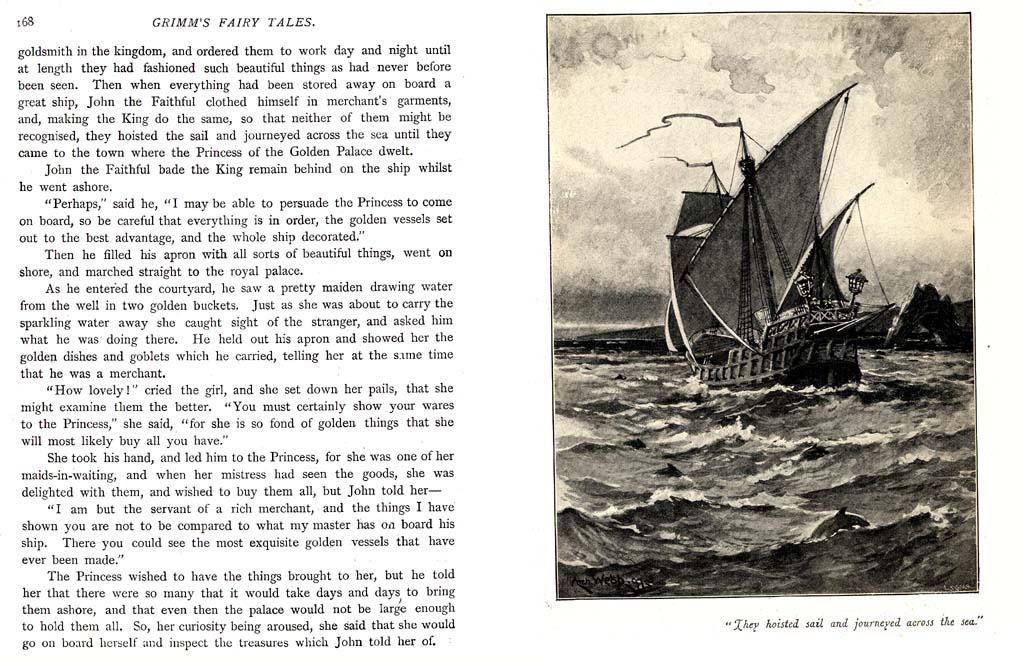 168
GRIMM'S FAIRY TALES.
goldsmith in the kingdom, and ordered them to work day and night until
at length they had fashioned such beautiful things as had never before
been seen. Then when everything had been stored away on board a
great ship, John the Faithful clothed himself in merchant's garments,
and, making the King do the same, so that neither of them might be
recognised, they hoisted the sail and journeyed across the sea until they
came to the town where the Princess of the Golden Palace dwelt.
John the Faithful bade the King remain behind on the ship whilst
he went ashore.
"Perhaps," said he, "I may be able to persuade the Princess to come
on board, so be careful that everything is in order, the golden vessels set
out to the best advantage, and the whole ship decorated."
Then he filled his apron with all sorts of beautiful things, went on
shore, and marched straight to the royal palace.
As he entered the courtyard, he saw a pretty maiden drawing water
from the well in two golden buckets. Just as she was about to carry the
sparkling water away she caught sight of the stranger, and asked him
what he was doing there. He held out his apron and showed her the
golden dishes and goblets which he carried, telling her at the same time
that he was a merchant.
"How lovely!" cried the girl, and she set down her pails, that she
might examine them the better. "You must certainly show your wares
to the Princess," she said, "for she is so fond of golden things that she
will most likely buy all you have."
She took his hand, and led him to the Princess, for she was one of her
maids-in-waiting, and when her mistress had seen the goods, she was
delighted with them, and wished to buy them all, but John told her—
"I am but the servant of a rich merchant, and the things I have
shown you are not to be compared to what my master has on board his
ship. There you could see the most exquisite golden vessels that have
ever been made."
The Princess wished to have the things brought to her, but he told
her that there were so many that it would take days and days to bring
them ashore, and that even then the palace would not be large enough
to hold them all. So, her curiosity being aroused, she said that she would
go on board herself and inspect the treasures which John told her of.
Webb
"They hoisted sail and journeyed across the sea."